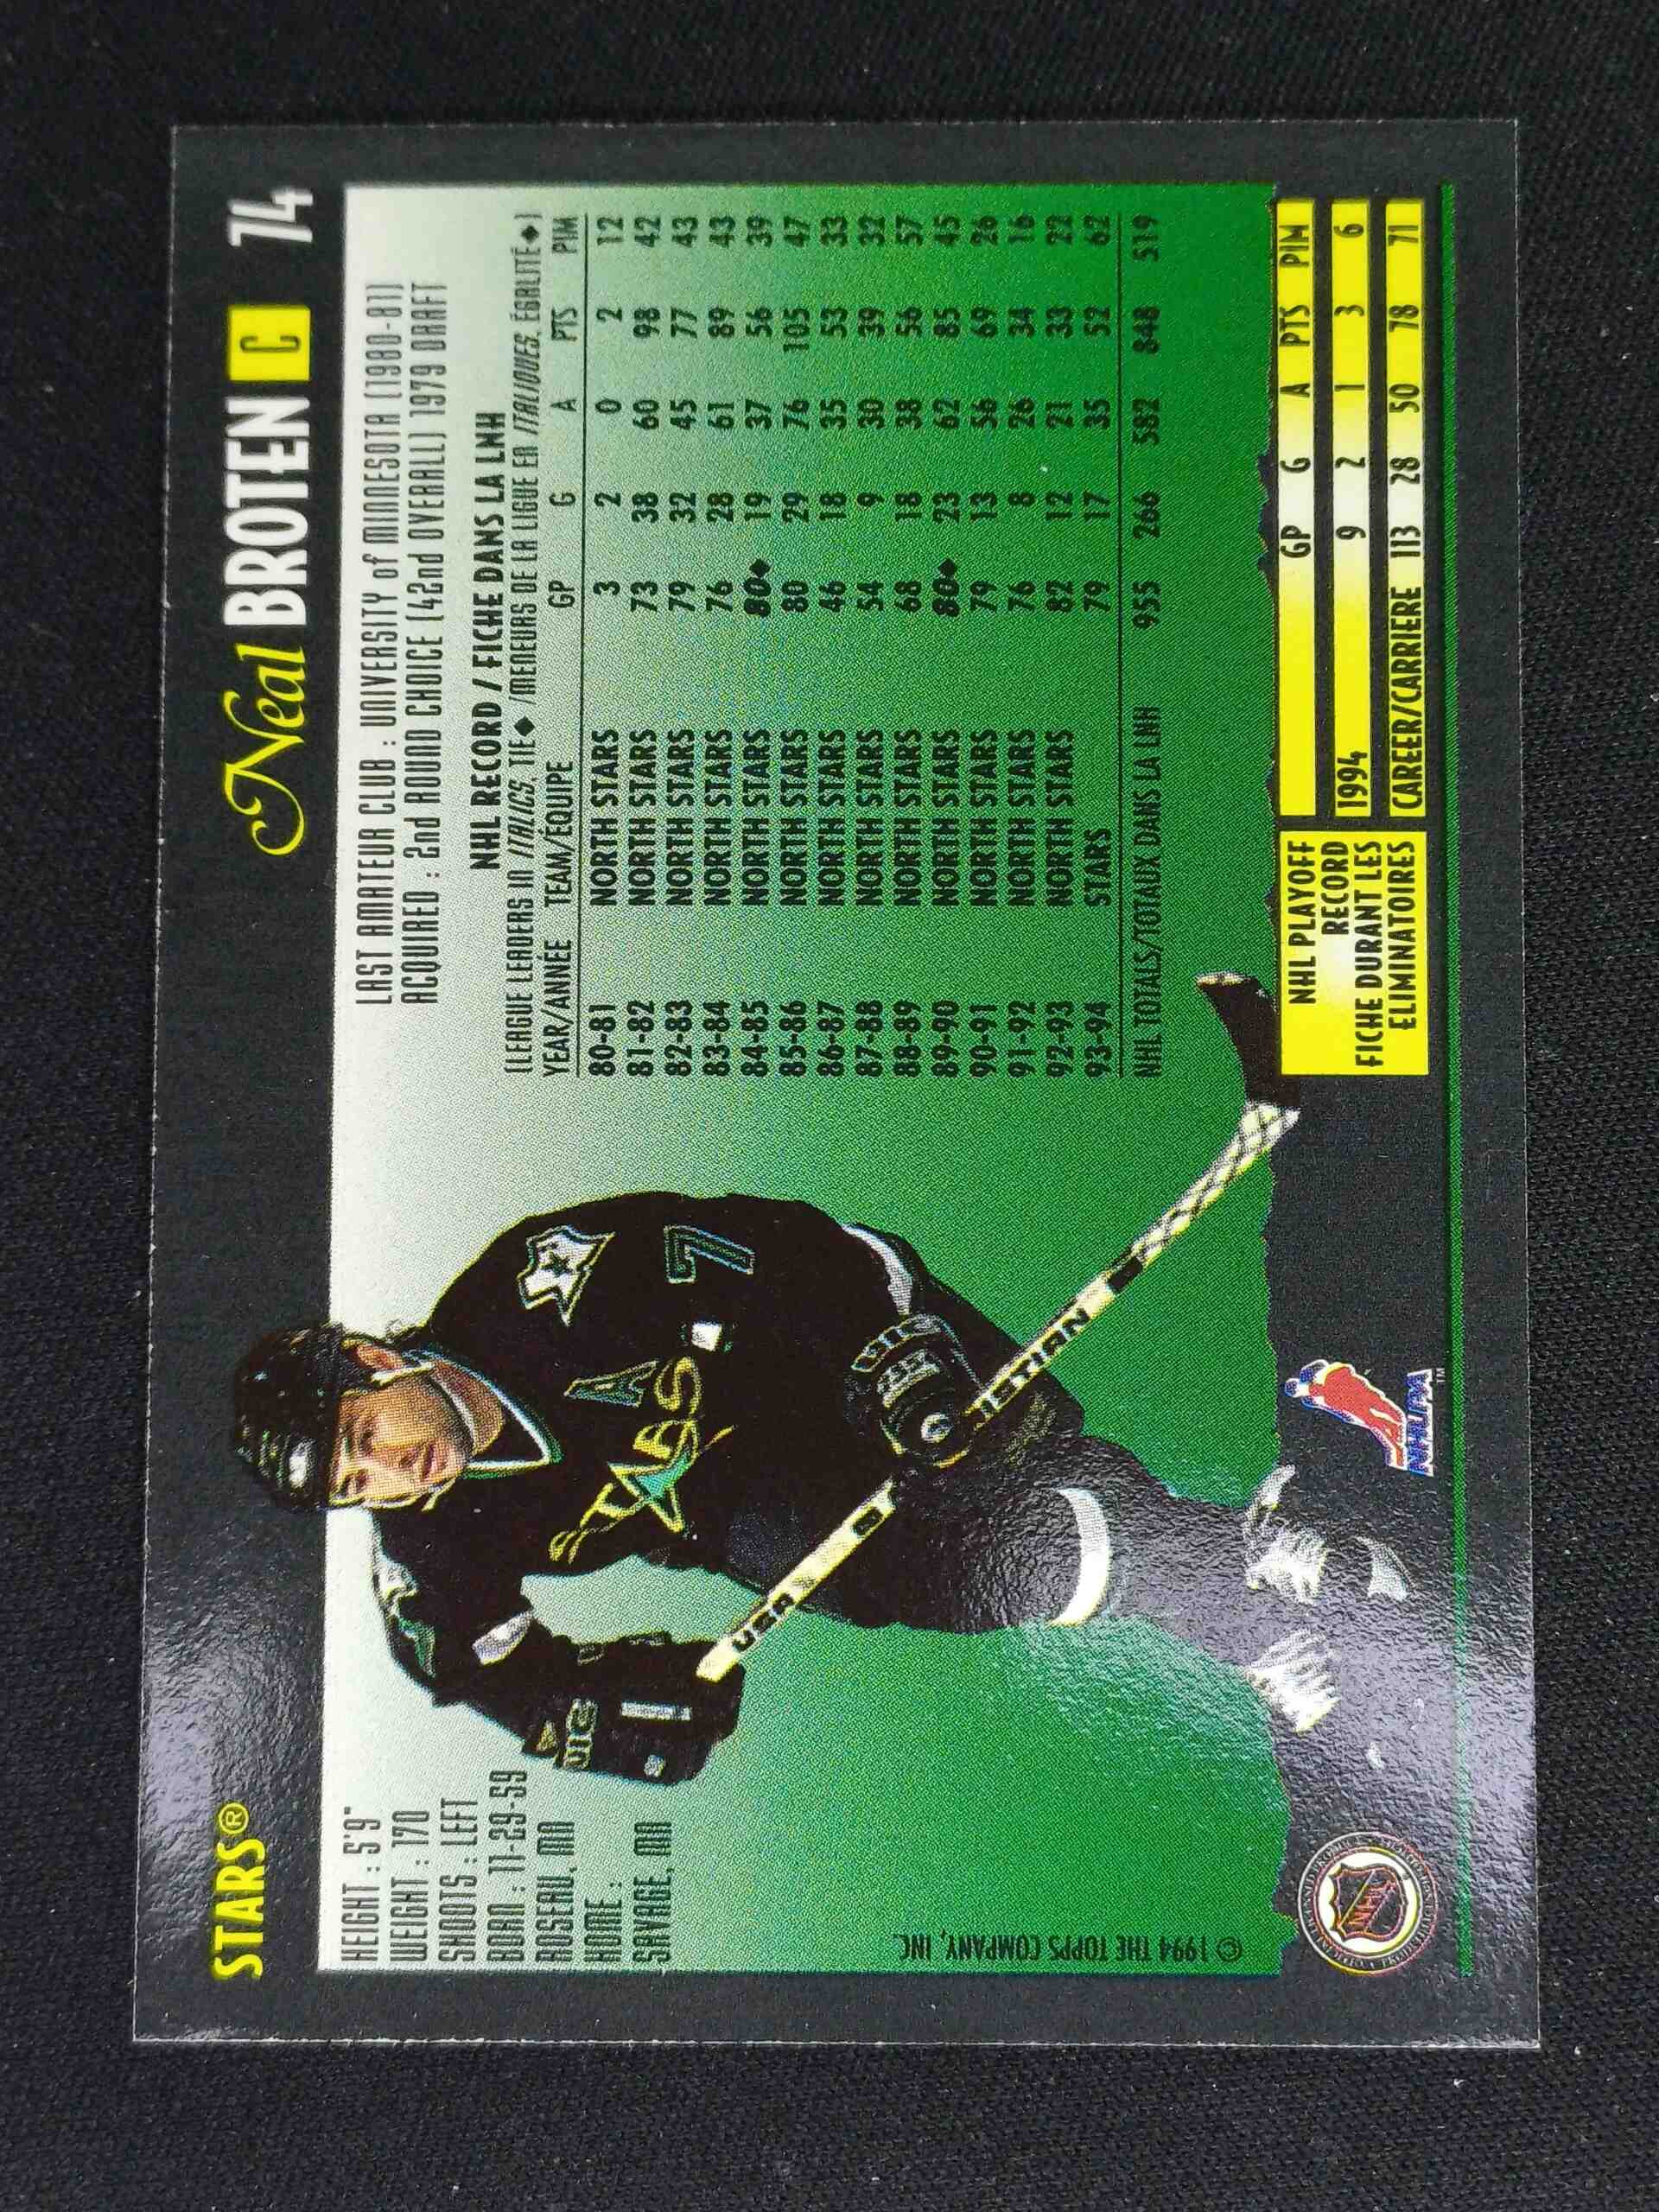 STARS®
Neal BROTEN C 74
HEIGHT : 5'9"
WEIGHT : 170
SHOOTS : LEFT
BORN : 11-29-59
ROSEAU, MN
HOME :
SAVAGE, MN
LAST AMATEUR CLUB : UNIVERSITY of MINNESOTA (1980-81)
ACQUIRED : 2nd ROUND CHOICE (42nd OVERALL) 1979 DRAFT
NHL RECORD / FICHE DANS LA LNH
(LEAGUE LEADERS IN ITALICS, TIE◆ /MENEURS DE LA LIGUE EN ITALIQUES, ÉGALITÉ◆)
YEAR/ANNÉE TEAM/ÉQUIPE GP G A PTS PIM
80-81 NORTH STARS 3 2 0 2 12
81-82 NORTH STARS 73 38 60 98 42
82-83 NORTH STARS 79 32 45 77 43
83-84 NORTH STARS 76 28 61 89 43
84-85 NORTH STARS 80◆ 19 37 56 39
85-86 NORTH STARS 80 29 76 105 47
86-87 NORTH STARS 46 18 35 53 33
87-88 NORTH STARS 54 9 30 39 32
88-89 NORTH STARS 68 18 38 56 57
89-90 NORTH STARS 80◆ 23 62 85 45
90-91 NORTH STARS 79 13 56 69 26
91-92 NORTH STARS 76 8 26 34 16
92-93 NORTH STARS 82 12 21 33 22
93-94 STARS 79 17 35 52 62
NHL TOTALS/TOTAUX DANS LA LNH 955 266 582 848 519
A
STARS
7
VIC
VIC
USA
ISTIAN
© 1994 THE TOPPS COMPANY, INC.
NHL PLAYOFF
RECORD
FICHE DURANT LES
ELIMINATOIRES
GP G A PTS PIM
1994 9 2 1 3 6
CAREER/CARRIERE 113 28 50 78 71
NHL
NHLPA™